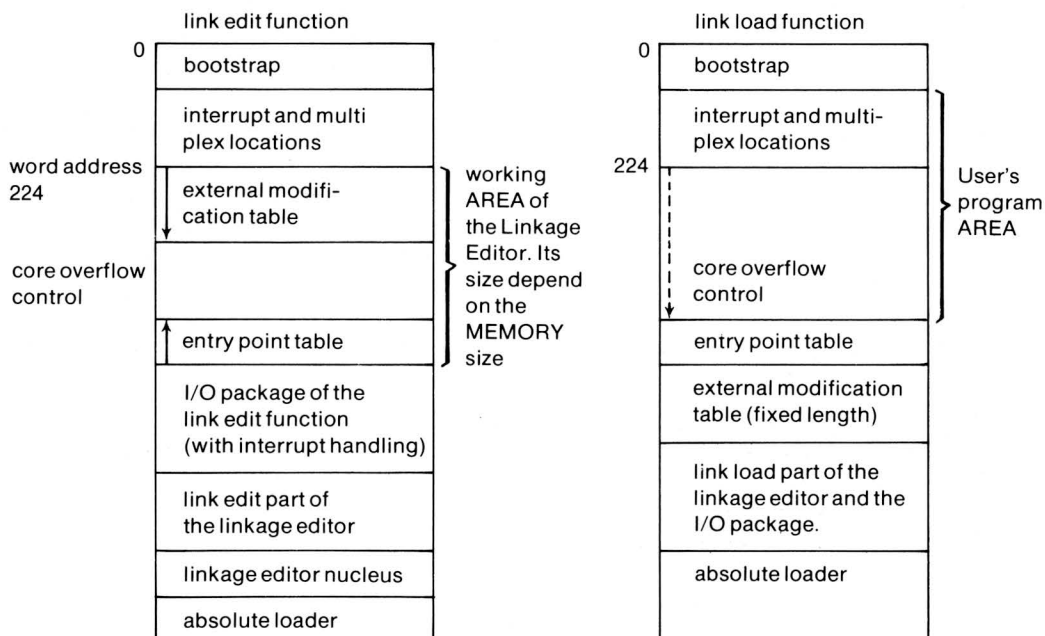 link edit function
0
bootstrap
interrupt and multi
plex locations
word address
224
external modifi-
cation table
core overflow
control
entry point table
I/O package of the
link edit function
(with interrupt handling)
link edit part of
the linkage editor
linkage editor nucleus
absolute loader
working
AREA of
the Linkage
Editor. Its
size depend
on the
MEMORY
size
link load function
0
bootstrap
interrupt and multi-
plex locations
224
core overflow
control
entry point table
external modification
table (fixed length)
link load part of the
linkage editor and the
I/O package.
absolute loader
User's
program
AREA